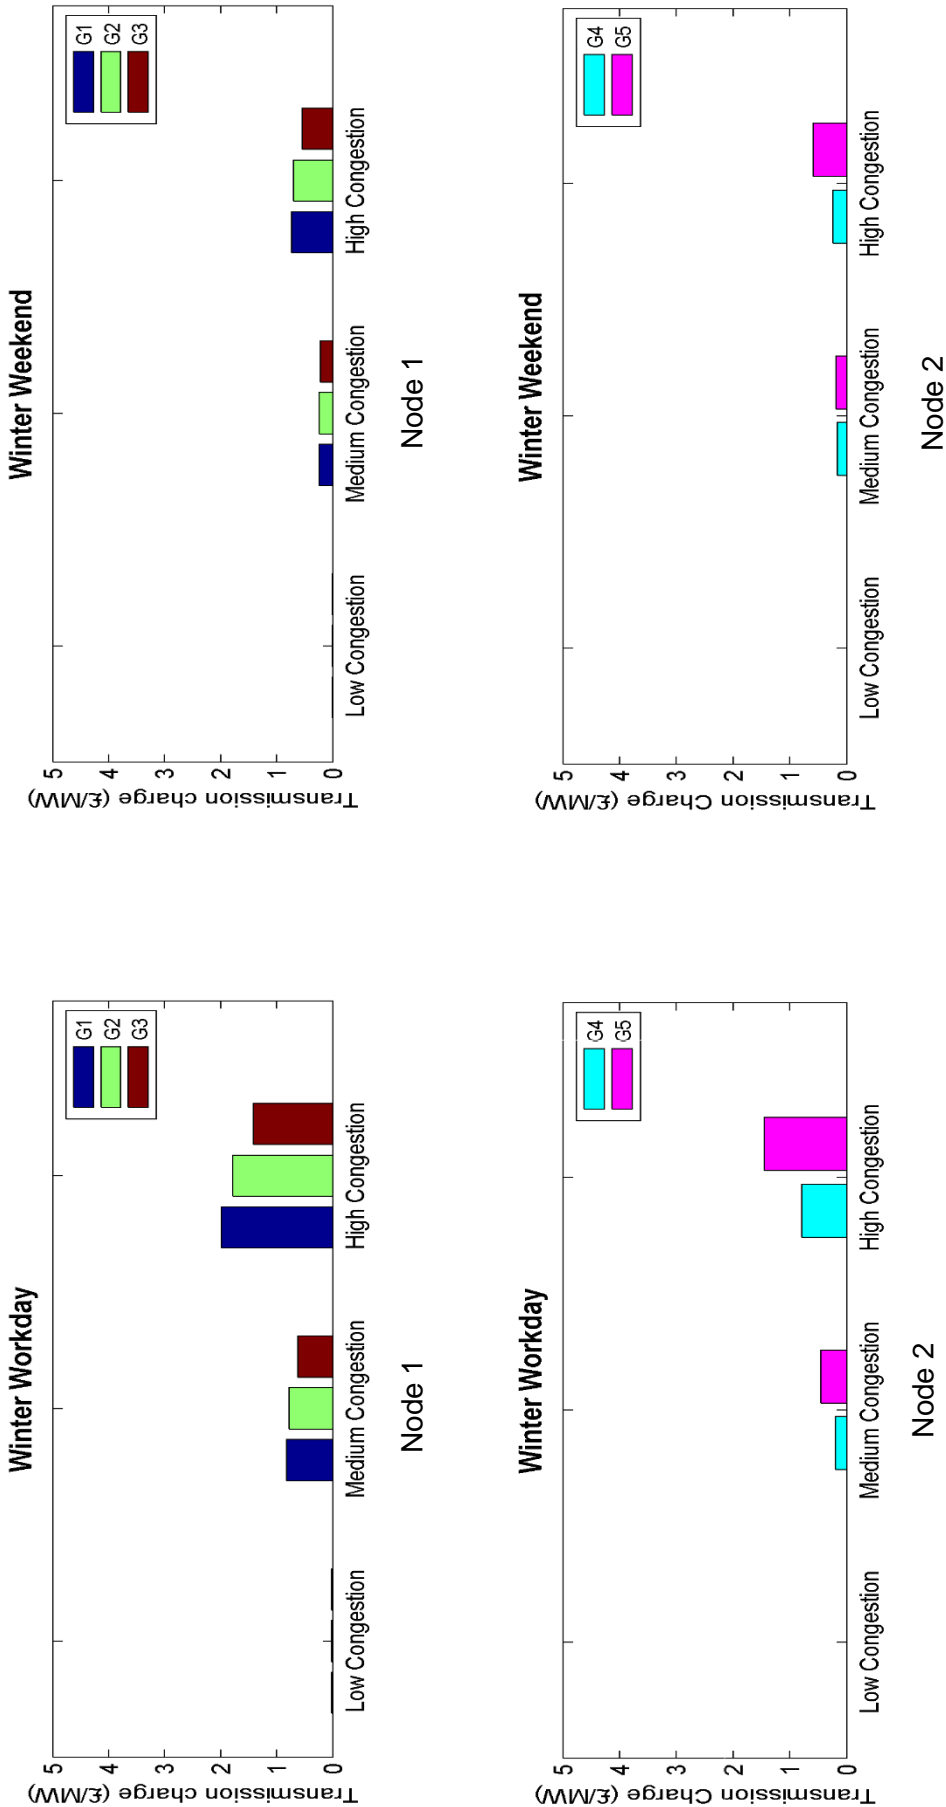 Winter Workday
Transmission charge (£/MW)
5
4
3
2
1
0
G1
G2
G3
Low Congestion
Medium Congestion
High Congestion
Node 1
Winter Weekend
Transmission charge (£/MW)
5
4
3
2
1
0
G1
G2
G3
Low Congestion
Medium Congestion
High Congestion
Node 1
Winter Workday
Transmission Charge (£/MW)
5
4
3
2
1
0
G4
G5
Low Congestion
Medium Congestion
High Congestion
Node 2
Winter Weekend
Transmission Charge (£/MW)
5
4
3
2
1
0
G4
G5
Low Congestion
Medium Congestion
High Congestion
Node 2